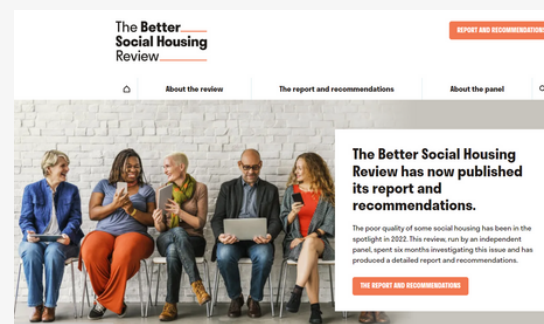 The Better
Social Housing
Review
REPORT AND RECOMMENDATIONS
About the review
The report and recommendations
About the panel
The Better Social Housing
Review has now published
its report and
recommendations.
The poor quality of some social housing has been in the
spotlight in 2022. This review, run by an independent
panel, spent six months investigating this issue and has
produced a detailed report and recommendations.
THE REPORT AND RECOMMENDATIONS